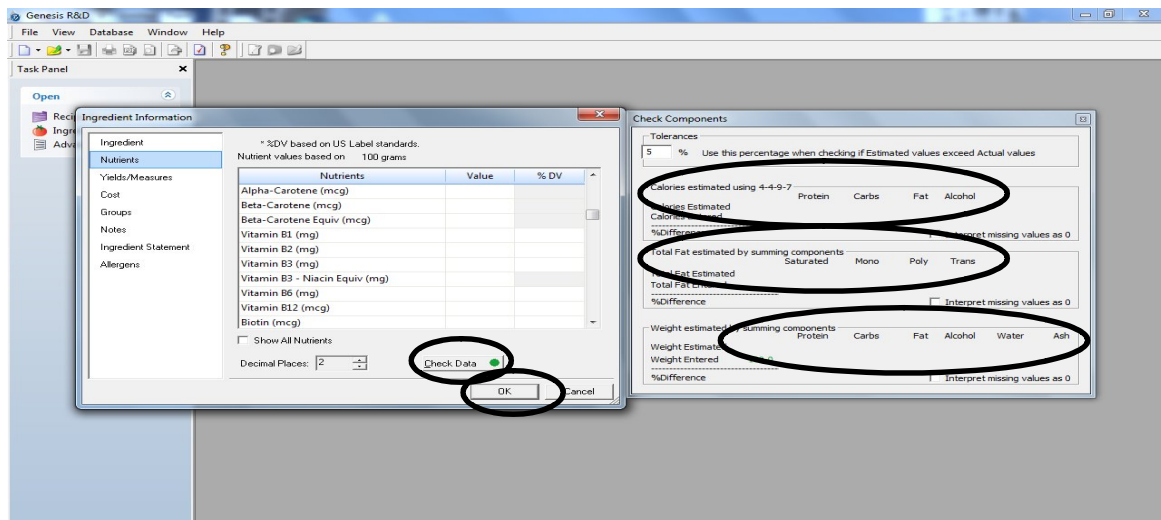 Genesis R&D
File View Database Window Help
Task Panel
Open
Ingredient Information
Ingredient
Nutrients
Yields/Measures
Cost
Groups
Notes
Ingredient Statement
Allergens
* %DV based on US Label standards.
Nutrient values based on 100 grams
Nutrients Value % DV
Alpha-Carotene (mcg)
Beta-Carotene (mcg)
Beta-Carotene Equiv (mcg)
Vitamin B1 (mg)
Vitamin B2 (mg)
Vitamin B3 (mg)
Vitamin B3 - Niacin Equiv (mg)
Vitamin B6 (mg)
Vitamin B12 (mcg)
Biotin (mcg)
Show All Nutrients
Decimal Places: 2 Check Data
OK Cancel
Check Components
Tolerances
5 % Use this percentage when checking if Estimated values exceed Actual values
Calories estimated using 4-4-9-7
Protein Carbs Fat Alcohol
Calories Estimated
Calories
%Difference missing values as 0
Total Fat estimated by summing components
Saturated Mono Poly Trans
Total Fat Estimated
Total Fat
%Difference Interpret missing values as 0
Weight estimated by summing components
Protein Carbs Fat Alcohol Water Ash
Weight
Weight Entered
%Difference Interpret missing values as 0